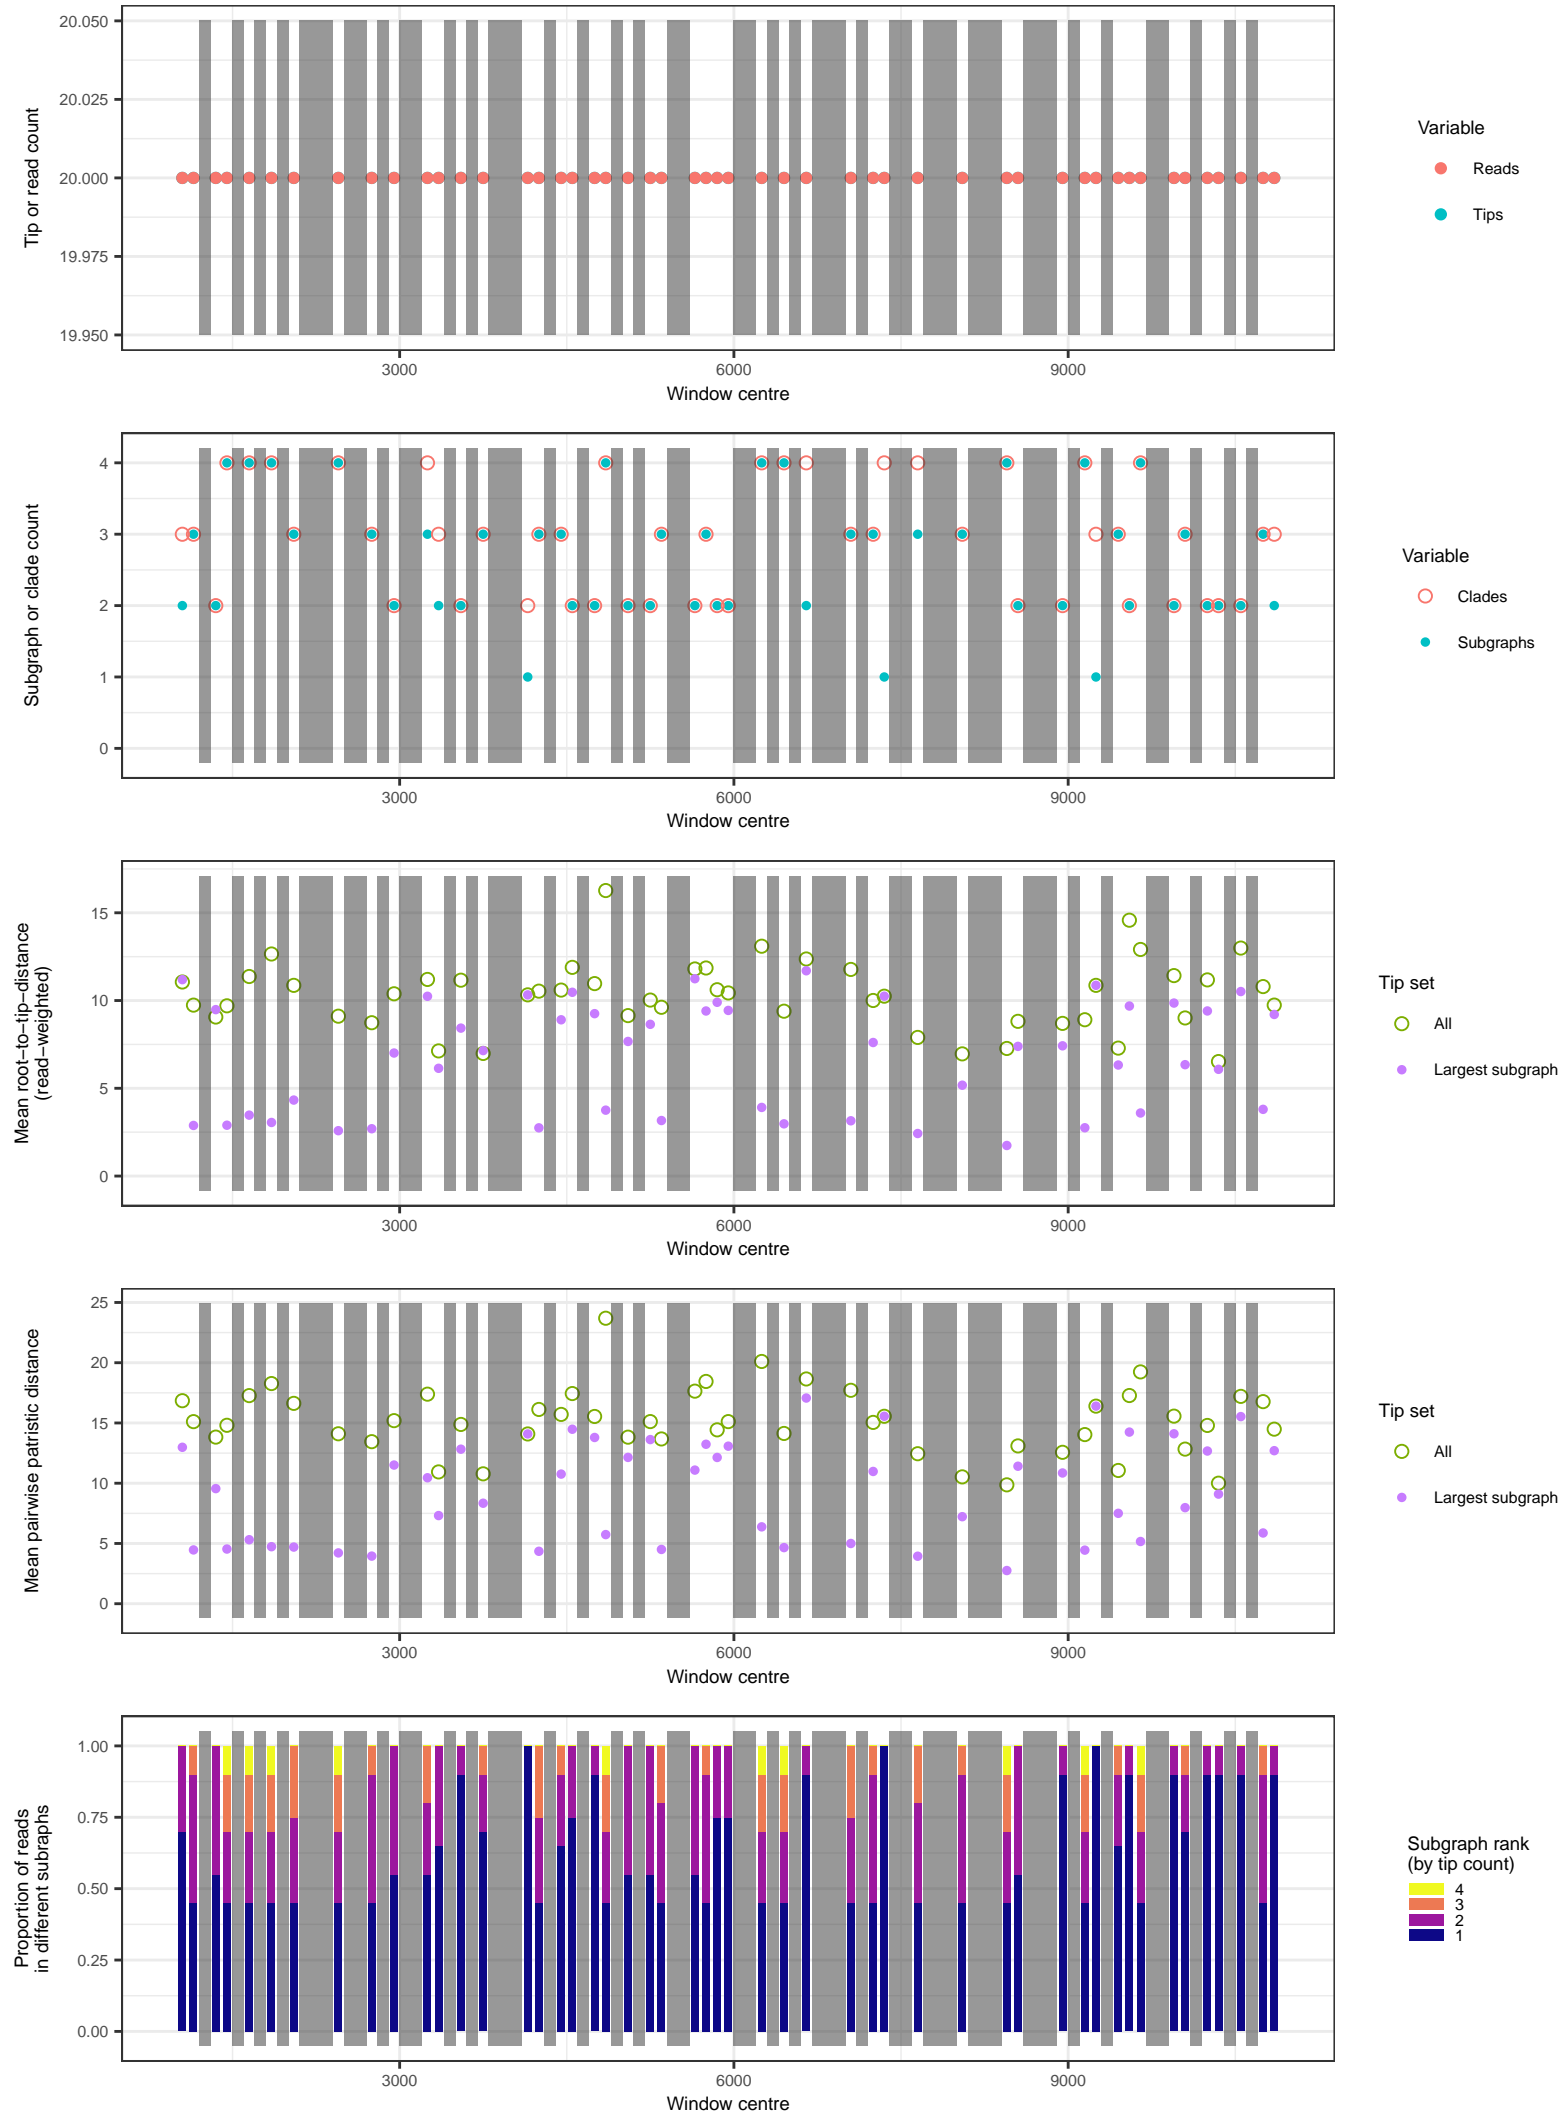 20.050
20.025
20.000
19.975
19.950
Tip or read count
3000
6000
9000
Window centre
Variable
Reads
Tips
4
3
2
1
0
Subgraph or clade count
3000
6000
9000
Window centre
Variable
Clades
Subgraphs
15
10
5
0
Mean root−to−tip−distance
(read−weighted)
3000
6000
9000
Window centre
Tip set
All
Largest subgraph
25
20
15
10
5
0
Mean pairwise patristic distance
3000
6000
9000
Window centre
Tip set
All
Largest subgraph
1.00
0.75
0.50
0.25
0.00
Proportion of reads
in different subraphs
3000
6000
9000
Window centre
Subgraph rank
(by tip count)
4
3
2
1